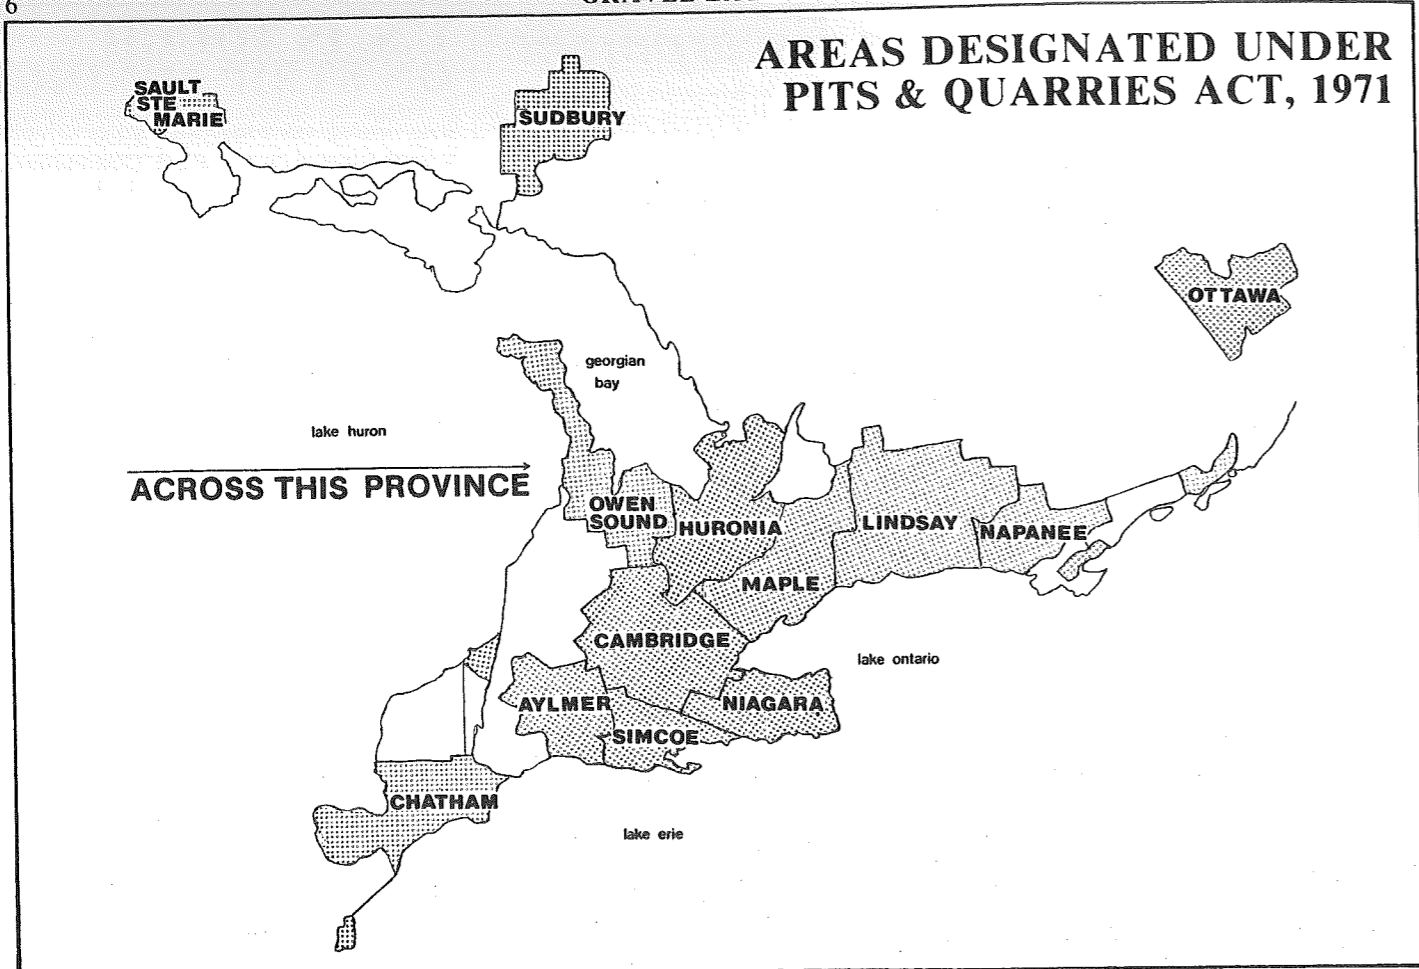 6
AREAS DESIGNATED UNDER
PITS & QUARRIES ACT, 1971
SAULT
STE
MARIE
SUDBURY
OTTAWA
georgian
bay
lake huron
ACROSS THIS PROVINCE
OWEN
SOUND
HURONIA
LINDSAY
NAPANEE
MAPLE
CAMBRIDGE
lake ontario
AYLMER
NIAGARA
SIMCOE
CHATHAM
lake erie